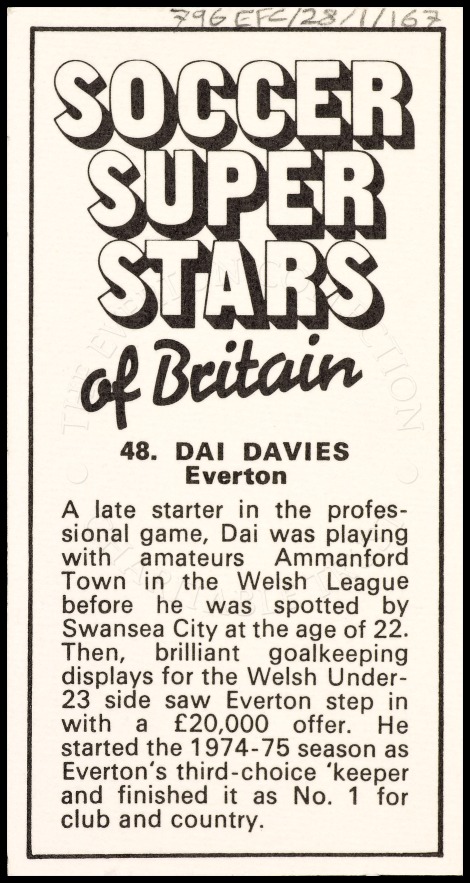 796 EFC/28/1/167
SOCCER
SUPER
STARS
of Britain
48. DAI DAVIES
Everton
A late starter in the profes-
sional game, Dai was playing
with amateurs Ammanford
Town in the Welsh League
before he was spotted by
Swansea City at the age of 22.
Then, brilliant goalkeeping
displays for the Welsh Under-
23 side saw Everton step in
with a £20,000 offer. He
started the 1974-75 season as
Everton's third-choice 'keeper
and finished it as No. 1 for
club and country.
THE EVERTON COLLECTION